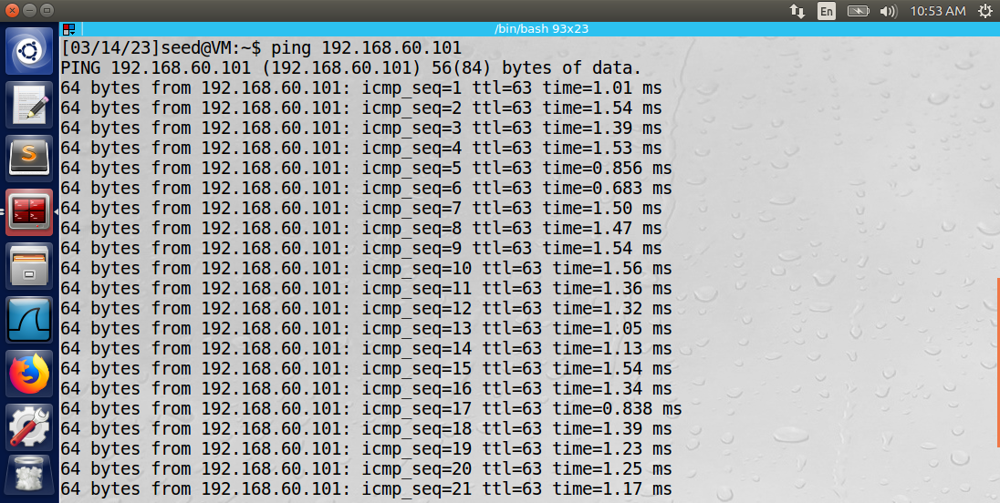 En 10:53 AM
/bin/bash 93x23
[03/14/23]seed@VM:~$ ping 192.168.60.101
PING 192.168.60.101 (192.168.60.101) 56(84) bytes of data.
64 bytes from 192.168.60.101: icmp_seq=1 ttl=63 time=1.01 ms
64 bytes from 192.168.60.101: icmp_seq=2 ttl=63 time=1.54 ms
64 bytes from 192.168.60.101: icmp_seq=3 ttl=63 time=1.39 ms
64 bytes from 192.168.60.101: icmp_seq=4 ttl=63 time=1.53 ms
64 bytes from 192.168.60.101: icmp_seq=5 ttl=63 time=0.856 ms
64 bytes from 192.168.60.101: icmp_seq=6 ttl=63 time=0.683 ms
64 bytes from 192.168.60.101: icmp_seq=7 ttl=63 time=1.50 ms
64 bytes from 192.168.60.101: icmp_seq=8 ttl=63 time=1.47 ms
64 bytes from 192.168.60.101: icmp_seq=9 ttl=63 time=1.54 ms
64 bytes from 192.168.60.101: icmp_seq=10 ttl=63 time=1.56 ms
64 bytes from 192.168.60.101: icmp_seq=11 ttl=63 time=1.36 ms
64 bytes from 192.168.60.101: icmp_seq=12 ttl=63 time=1.32 ms
64 bytes from 192.168.60.101: icmp_seq=13 ttl=63 time=1.05 ms
64 bytes from 192.168.60.101: icmp_seq=14 ttl=63 time=1.13 ms
64 bytes from 192.168.60.101: icmp_seq=15 ttl=63 time=1.54 ms
64 bytes from 192.168.60.101: icmp_seq=16 ttl=63 time=1.34 ms
64 bytes from 192.168.60.101: icmp_seq=17 ttl=63 time=0.838 ms
64 bytes from 192.168.60.101: icmp_seq=18 ttl=63 time=1.39 ms
64 bytes from 192.168.60.101: icmp_seq=19 ttl=63 time=1.23 ms
64 bytes from 192.168.60.101: icmp_seq=20 ttl=63 time=1.25 ms
64 bytes from 192.168.60.101: icmp_seq=21 ttl=63 time=1.17 ms